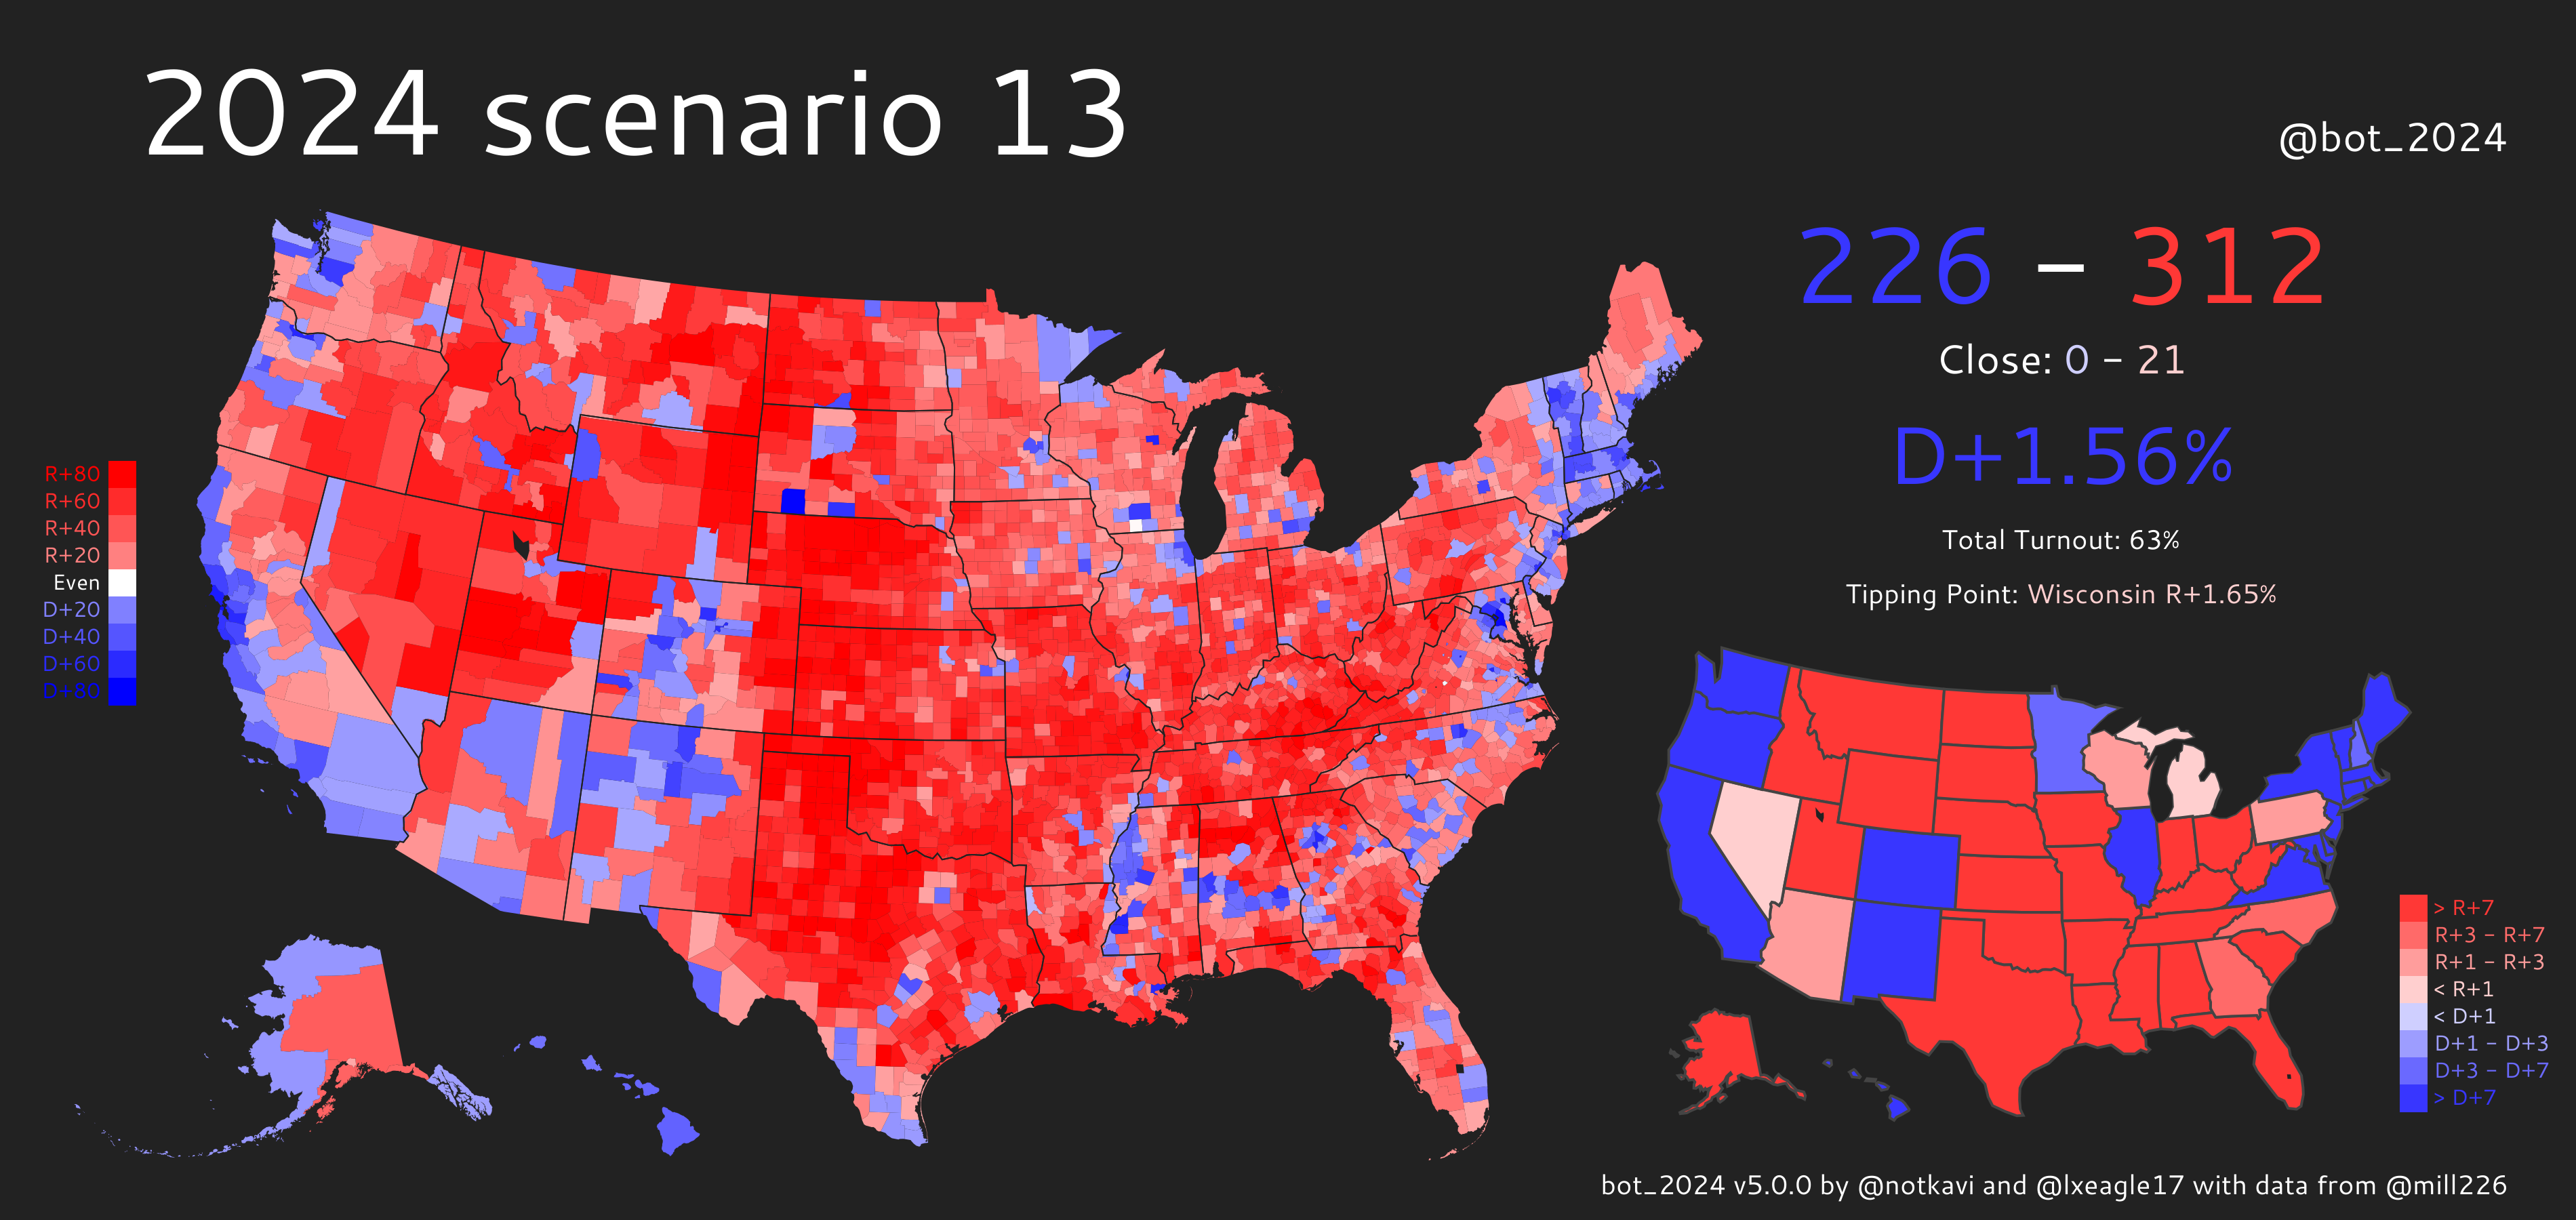 2024 scenario 13
@bot_2024
226 – 312
Close: 0 – 21
D+1.56%
Total Turnout: 63%
Tipping Point: Wisconsin R+1.65%
R+80
R+60
R+40
R+20
Even
D+20
D+40
D+60
D+80
> R+7
R+3 – R+7
R+1 – R+3
< R+1
< D+1
D+1 – D+3
D+3 – D+7
> D+7
bot_2024 v5.0.0 by @notkavi and @lxeagle17 with data from @mill226